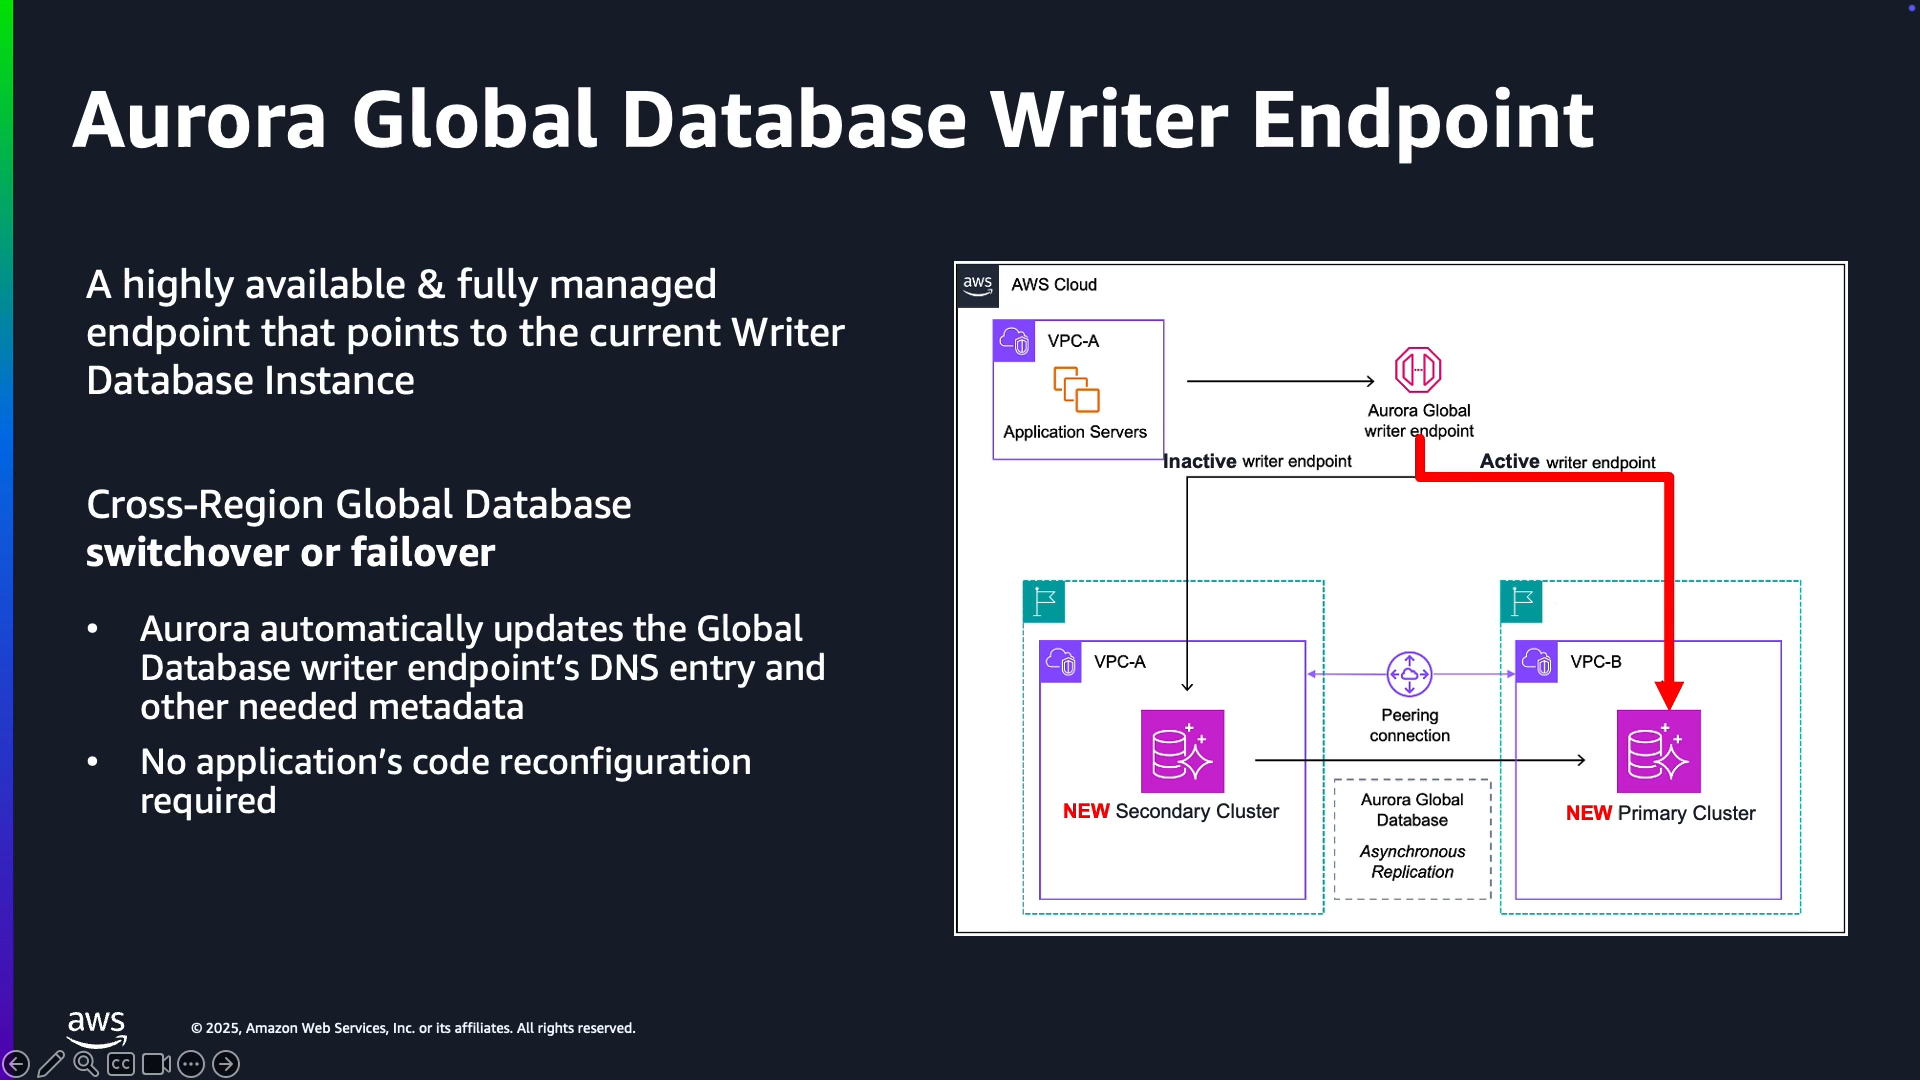 Aurora Global Database Writer Endpoint
A highly available & fully managed
endpoint that points to the current Writer
Database Instance
Cross-Region Global Database
switchover or failover
• Aurora automatically updates the Global
Database writer endpoint’s DNS entry and
other needed metadata
• No application’s code reconfiguration
required
aws
AWS Cloud
VPC-A
Application Servers
Aurora Global
writer endpoint
Inactive writer endpoint
Active writer endpoint
VPC-A
NEW Secondary Cluster
Peering
connection
Aurora Global
Database
Asynchronous
Replication
VPC-B
NEW Primary Cluster
aws
© 2025, Amazon Web Services, Inc. or its affiliates. All rights reserved.
CC